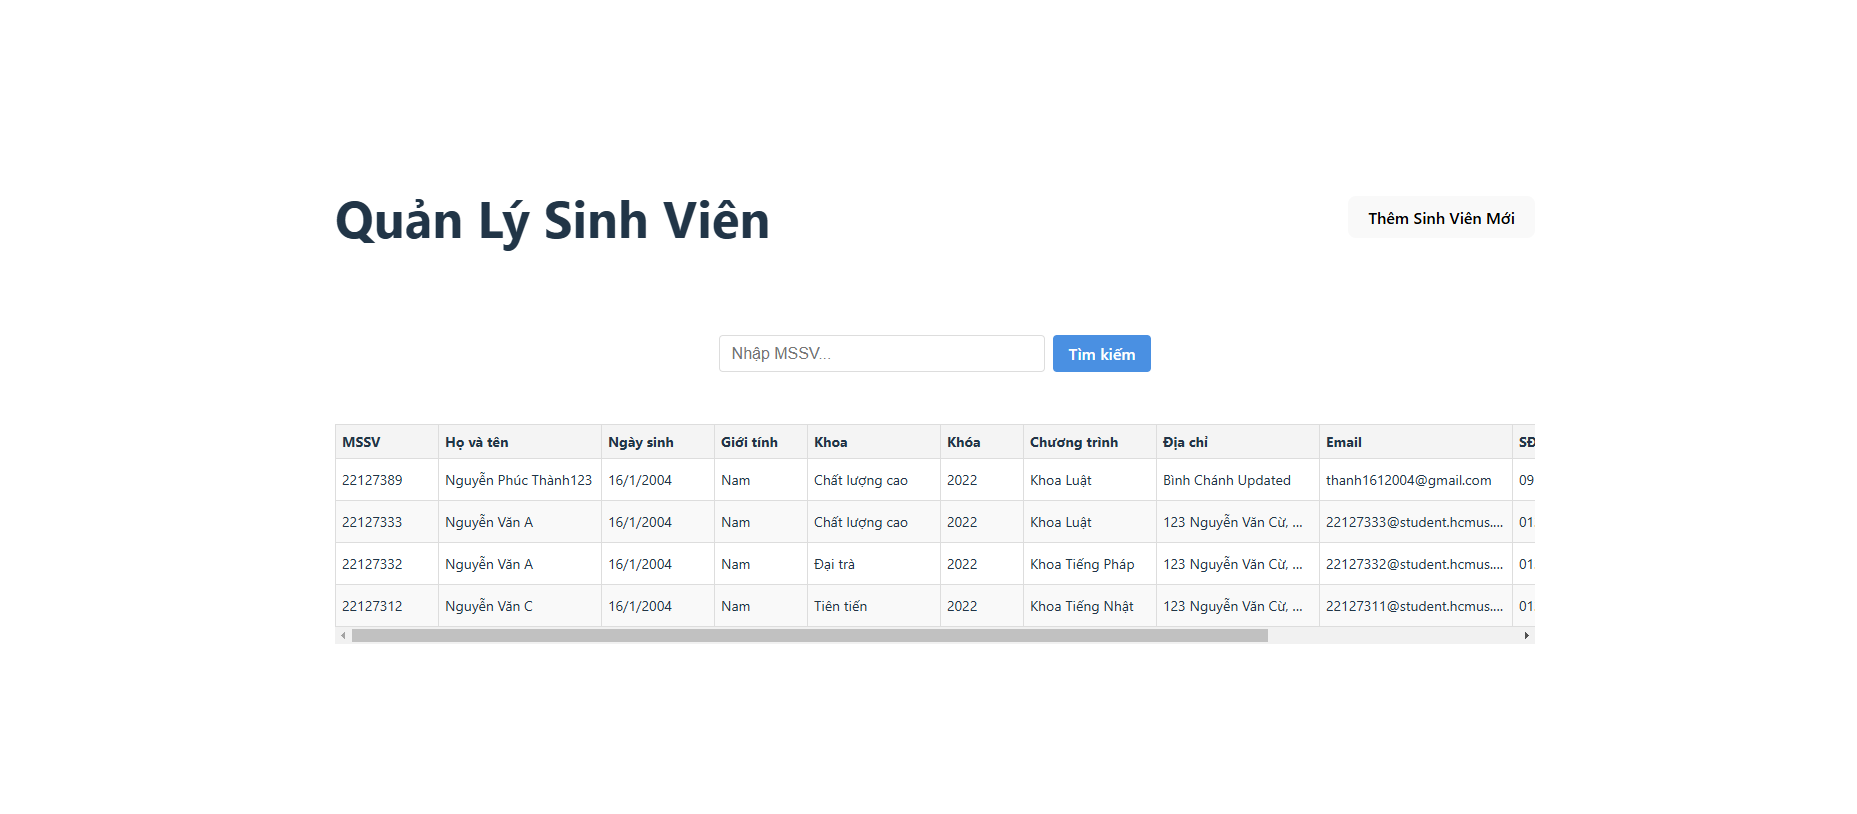 Quản Lý Sinh Viên
Thêm Sinh Viên Mới
Nhập MSSV...
Tìm kiếm
MSSV Họ và tên Ngày sinh Giới tính Khoa Khóa Chương trình Địa chỉ Email
22127389 Nguyễn Phúc Thành123 16/1/2004 Nam Chất lượng cao 2022 Khoa Luật Bình Chánh Updated thanh1612004@gmail.com 09
22127333 Nguyễn Văn A 16/1/2004 Nam Chất lượng cao 2022 Khoa Luật 123 Nguyễn Văn Cừ, ... 22127333@student.hcmus.... 01
22127332 Nguyễn Văn A 16/1/2004 Nam Đại trà 2022 Khoa Tiếng Pháp 123 Nguyễn Văn Cừ, ... 22127332@student.hcmus.... 01
22127312 Nguyễn Văn C 16/1/2004 Nam Tiên tiến 2022 Khoa Tiếng Nhật 123 Nguyễn Văn Cừ, ... 22127311@student.hcmus.... 01